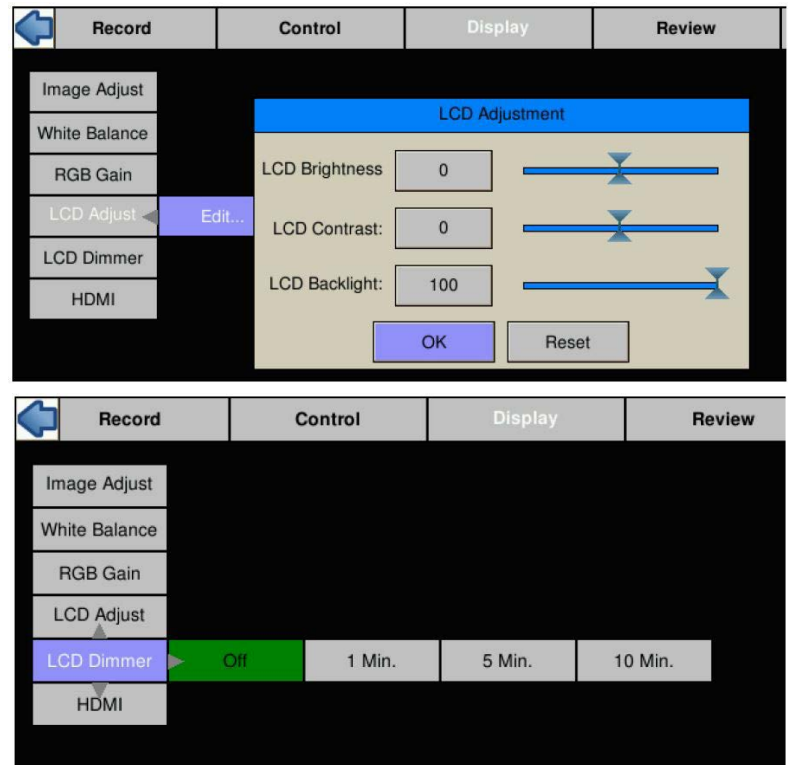 Record Control Display Review
Image Adjust
LCD Adjustment
White Balance
LCD Brightness 0
RGB Gain
LCD Adjust Edit...
LCD Contrast: 0
LCD Dimmer
LCD Backlight: 100
HDMI
OK Reset
Record Control Display Review
Image Adjust
White Balance
RGB Gain
LCD Adjust
LCD Dimmer Off 1 Min. 5 Min. 10 Min.
HDMI